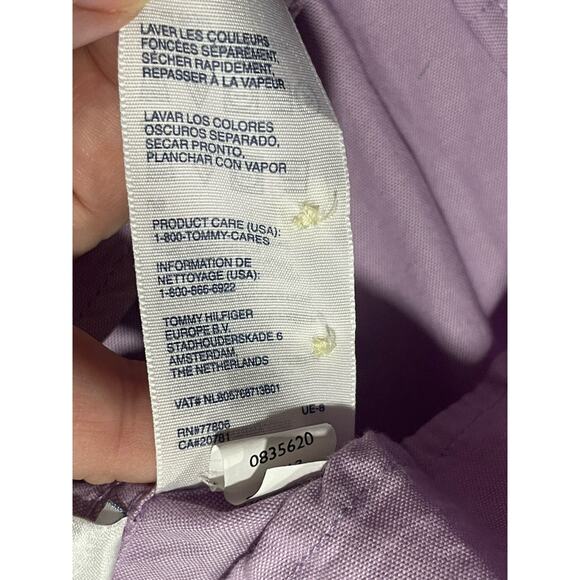 LAVER LES COULEURS
FONCÉES SÉPAREMENT,
SÉCHER RAPIDEMENT,
REPASSER À LA VAPEUR
LAVAR LOS COLORES
OSCUROS SEPARADO,
SECAR PRONTO,
PLANCHAR CON VAPOR
PRODUCT CARE (USA):
1-800-TOMMY-CARES
INFORMATION DE
NETTOYAGE (USA):
1-800-866-6922
TOMMY HILFIGER
EUROPE B.V.
STADHOUDERSKADE 6
AMSTERDAM
THE NETHERLANDS
VAT# NL805768713B01
RN#77806 UE-8
CA#20781
0835620